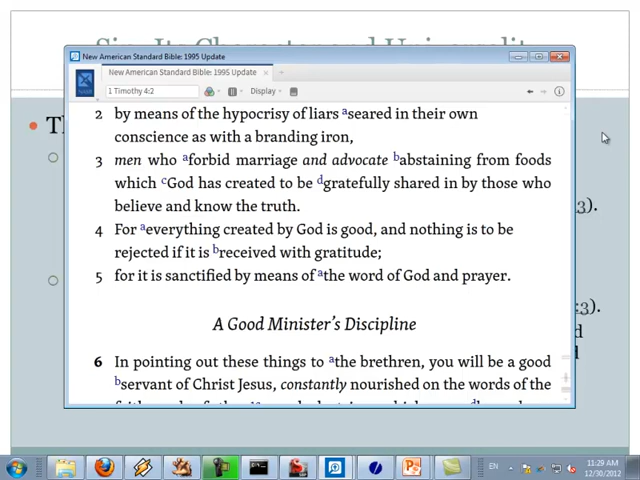 New American Standard Bible: 1995 Update
New American Standard Bible: 1995 Update
1 Timothy 4:2
Display
2 by means of the hypocrisy of liars aseared in their own
conscience as with a branding iron,
3 men who aforbid marriage and advocate babstaining from foods
which cGod has created to be dgratefully shared in by those who
believe and know the truth.
4 For aeverything created by God is good, and nothing is to be
rejected if it is breceived with gratitude;
5 for it is sanctified by means of athe word of God and prayer.
A Good Minister's Discipline
6 In pointing out these things to athe brethren, you will be a good
bservant of Christ Jesus, constantly nourished on the words of the
:3).
EN
11:29 AM
12/30/2012